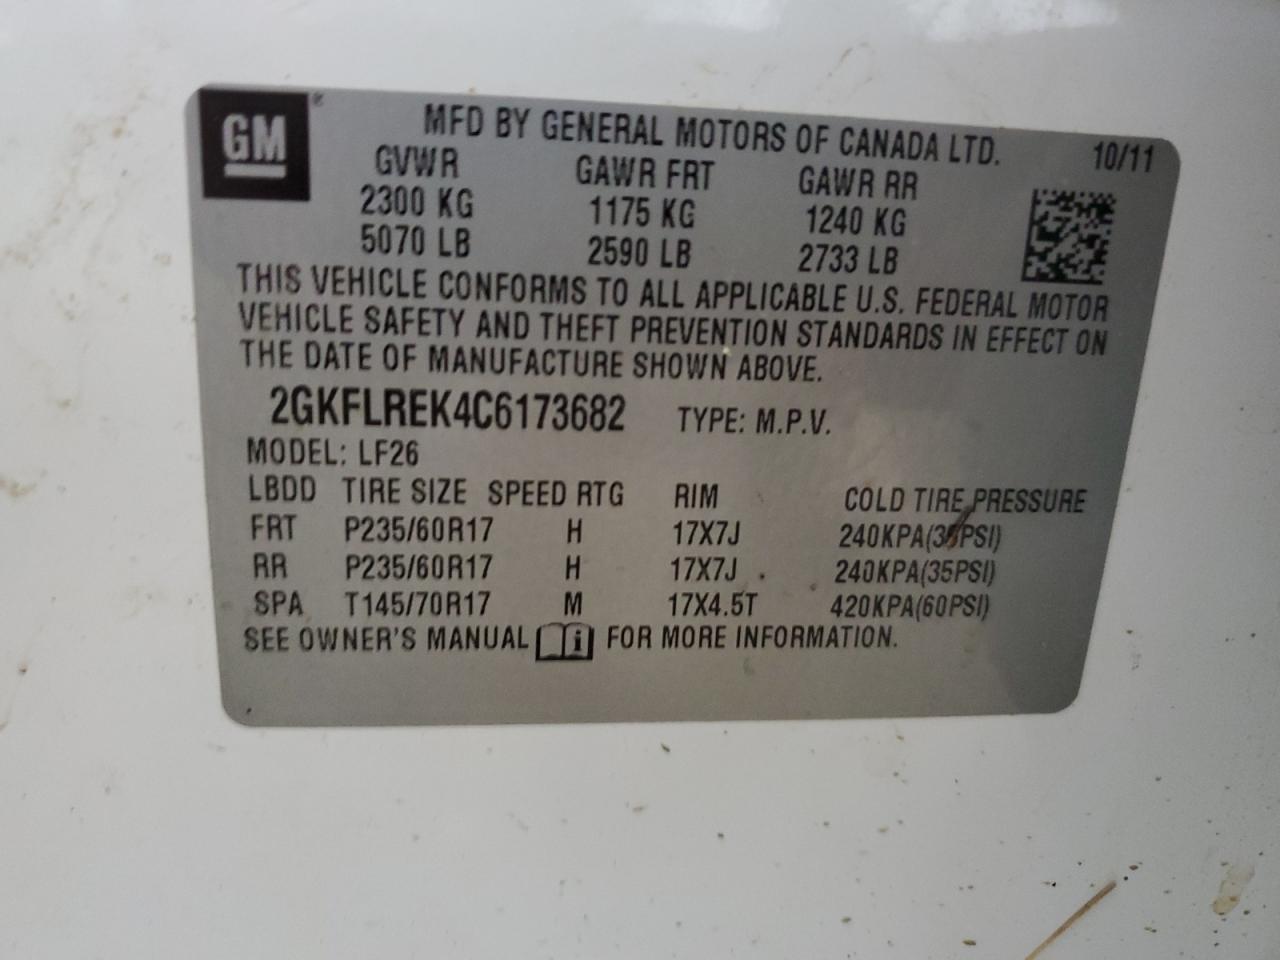 GM ®
MFD BY GENERAL MOTORS OF CANADA LTD. 10/11
GVWR GAWR FRT GAWR RR
2300 KG 1175 KG 1240 KG
5070 LB 2590 LB 2733 LB
THIS VEHICLE CONFORMS TO ALL APPLICABLE U.S. FEDERAL MOTOR
VEHICLE SAFETY AND THEFT PREVENTION STANDARDS IN EFFECT ON
THE DATE OF MANUFACTURE SHOWN ABOVE.
2GKFLREK4C6173682 TYPE: M.P.V.
MODEL: LF26
LBDD TIRE SIZE SPEED RTG RIM COLD TIRE PRESSURE
FRT P235/60R17 H 17X7J 240KPA(35PSI)
RR P235/60R17 H 17X7J 240KPA(35PSI)
SPA T145/70R17 M 17X4.5T 420KPA(60PSI)
SEE OWNER'S MANUAL i FOR MORE INFORMATION.